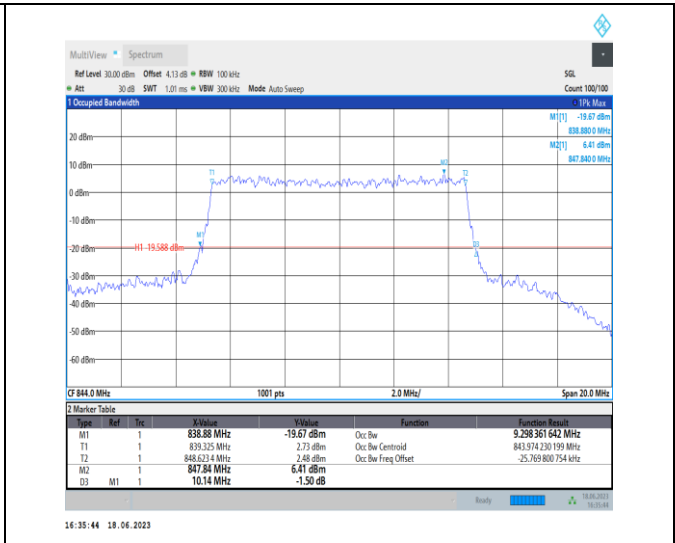 MultiView Spectrum
Ref Level 30.00 dBm Offset 4.13 dB RBW 100 kHz SGL
Att 30 dB SWT 1.01 ms VBW 300 kHz Mode Auto Sweep Count 100/100
1 Occupied Bandwidth 1Pk Max
M1[1] -19.67 dBm
838.880 0 MHz
20 dBm M2[1] 6.41 dBm
847.840 0 MHz
10 dBm T1 M2 T2
0 dBm
-10 dBm
M1
-20 dBm H1 -19.588 dBm D3
-30 dBm
-40 dBm
-50 dBm
-60 dBm
CF 844.0 MHz 1001 pts 2.0 MHz/ Span 20.0 MHz
2 Marker Table
Type Ref Trc X-Value Y-Value Function Function Result
M1 1 838.88 MHz -19.67 dBm Occ Bw 9.298 361 642 MHz
T1 1 839.325 MHz 2.73 dBm Occ Bw Centroid 843.974 230 199 MHz
T2 1 848.623 4 MHz 2.48 dBm Occ Bw Freq Offset -25.769 800 754 kHz
M2 1 847.84 MHz 6.41 dBm
D3 M1 1 10.14 MHz -1.50 dB
Ready 18.06.2023
16:35:44
16:35:44 18.06.2023